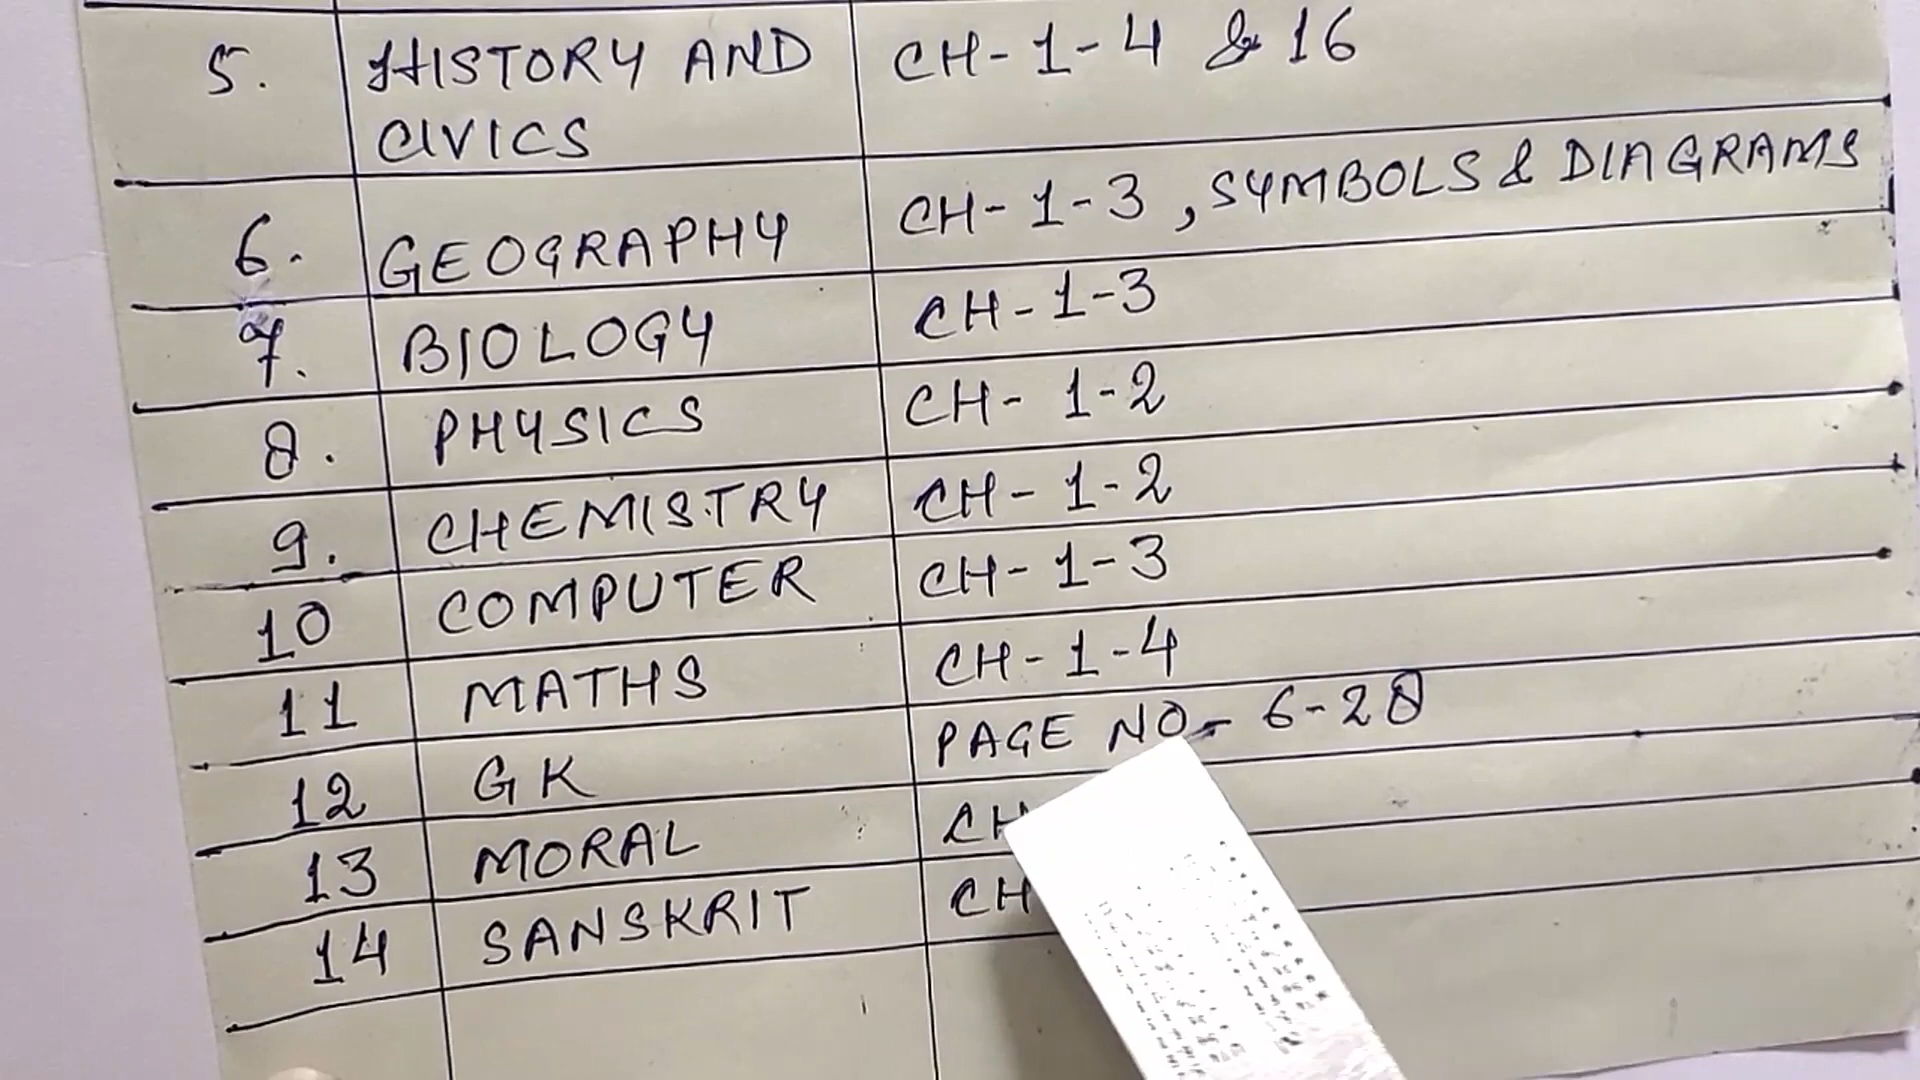 5. HISTORY AND CH-1-4 & 16
CIVICS
6. GEOGRAPHY CH-1-3, SYMBOLS & DIAGRAMS
7. BIOLOGY CH-1-3
8. PHYSICS CH-1-2
9. CHEMISTRY CH-1-2
10 COMPUTER CH-1-3
11 MATHS CH-1-4
12 GK PAGE NO- 6-28
13 MORAL CH
14 SANSKRIT CH